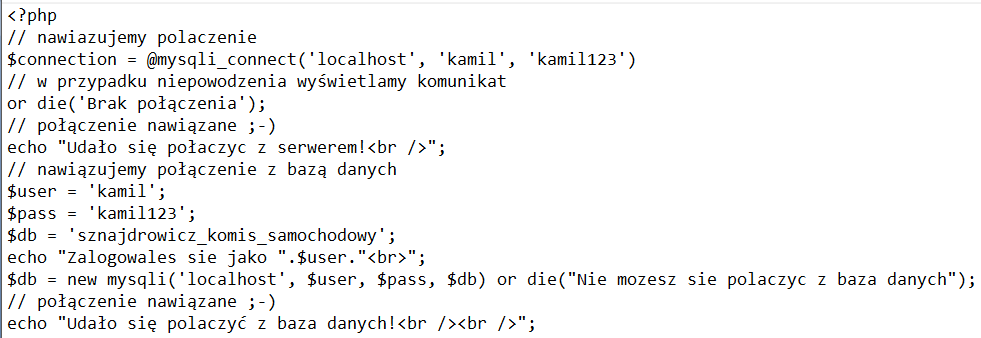 <?php
// nawiazujemy polaczenie
$connection = @mysqli_connect('localhost', 'kamil', 'kamil123')
// w przypadku niepowodzenia wyświetlamy komunikat
or die('Brak połączenia');
// połączenie nawiązane ;-)
echo "Udało się połaczyc z serwerem!<br />";
// nawiązujemy połączenie z bazą danych
$user = 'kamil';
$pass = 'kamil123';
$db = 'sznajdrowicz_komis_samochodowy';
echo "Zalogowales sie jako ".$user."<br>";
$db = new mysqli('localhost', $user, $pass, $db) or die("Nie mozesz sie polaczyc z baza danych");
// połączenie nawiązane ;-)
echo "Udało się polaczyć z baza danych!<br /><br />";